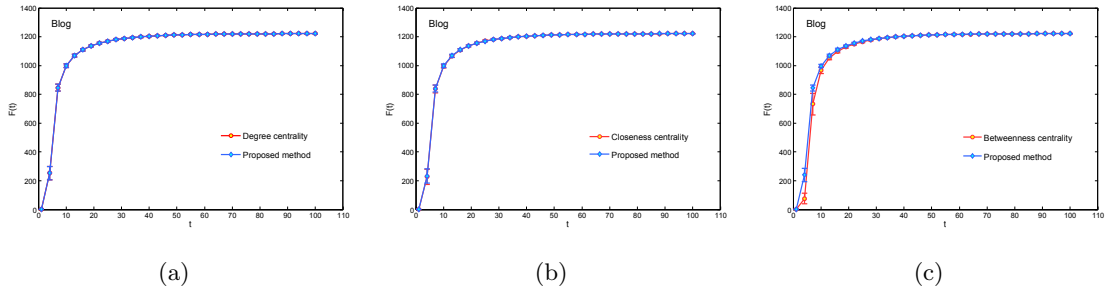 1400
1200
1000
800
600
400
200
0
F(t)
Blog
Degree centrality
Proposed method
0 10 20 30 40 50 60 70 80 90 100 110
t
(a)
1400
1200
1000
800
600
400
200
0
F(t)
Blog
Closeness centrality
Proposed method
0 10 20 30 40 50 60 70 80 90 100 110
t
(b)
1400
1200
1000
800
600
400
200
0
F(t)
Blog
Betweenness centrality
Proposed method
0 10 20 30 40 50 60 70 80 90 100 110
t
(c)